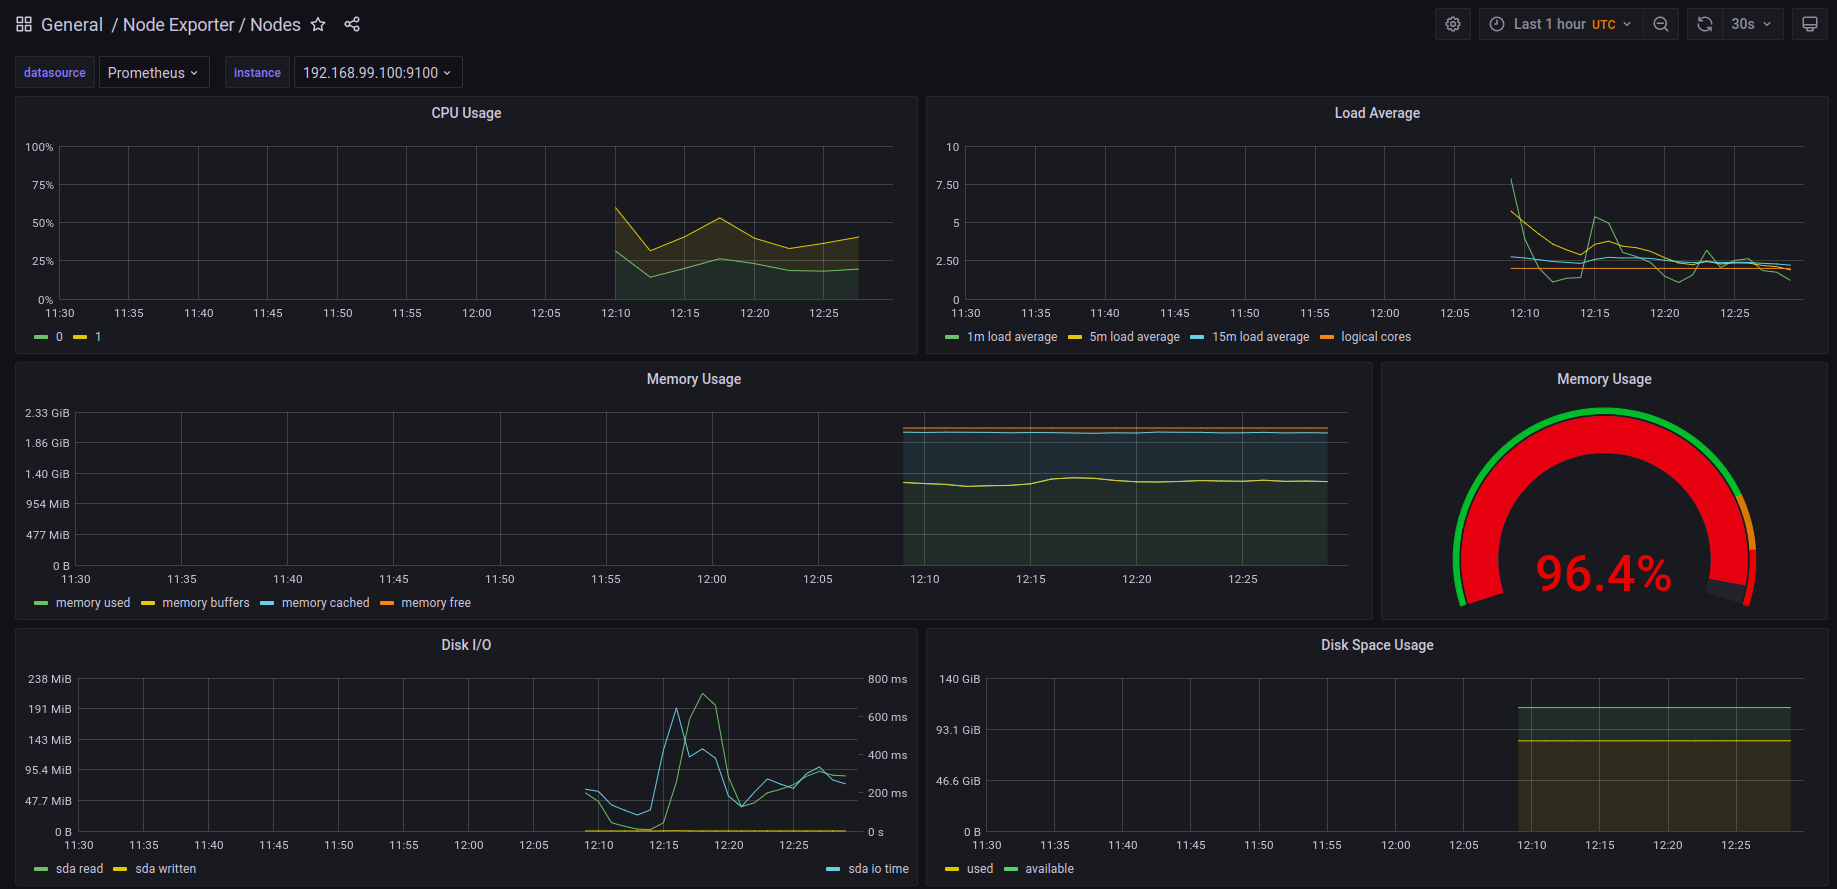 General / Node Exporter / Nodes
Last 1 hour UTC
30s
datasource Prometheus instance 192.168.99.100:9100
CPU Usage
100%
75%
50%
25%
0%
11:30 11:35 11:40 11:45 11:50 11:55 12:00 12:05 12:10 12:15 12:20 12:25
0 1
Load Average
10
7.50
5
2.50
0
11:30 11:35 11:40 11:45 11:50 11:55 12:00 12:05 12:10 12:15 12:20 12:25
1m load average 5m load average 15m load average logical cores
Memory Usage
2.33 GiB
1.86 GiB
1.40 GiB
954 MiB
477 MiB
0 B
11:30 11:35 11:40 11:45 11:50 11:55 12:00 12:05 12:10 12:15 12:20 12:25
memory used memory buffers memory cached memory free
Memory Usage
96.4%
Disk I/O
238 MiB
191 MiB
143 MiB
95.4 MiB
47.7 MiB
0 B
800 ms
600 ms
400 ms
200 ms
0 s
11:30 11:35 11:40 11:45 11:50 11:55 12:00 12:05 12:10 12:15 12:20 12:25
sda read sda written sda io time
Disk Space Usage
140 GiB
93.1 GiB
46.6 GiB
0 B
11:30 11:35 11:40 11:45 11:50 11:55 12:00 12:05 12:10 12:15 12:20 12:25
used available